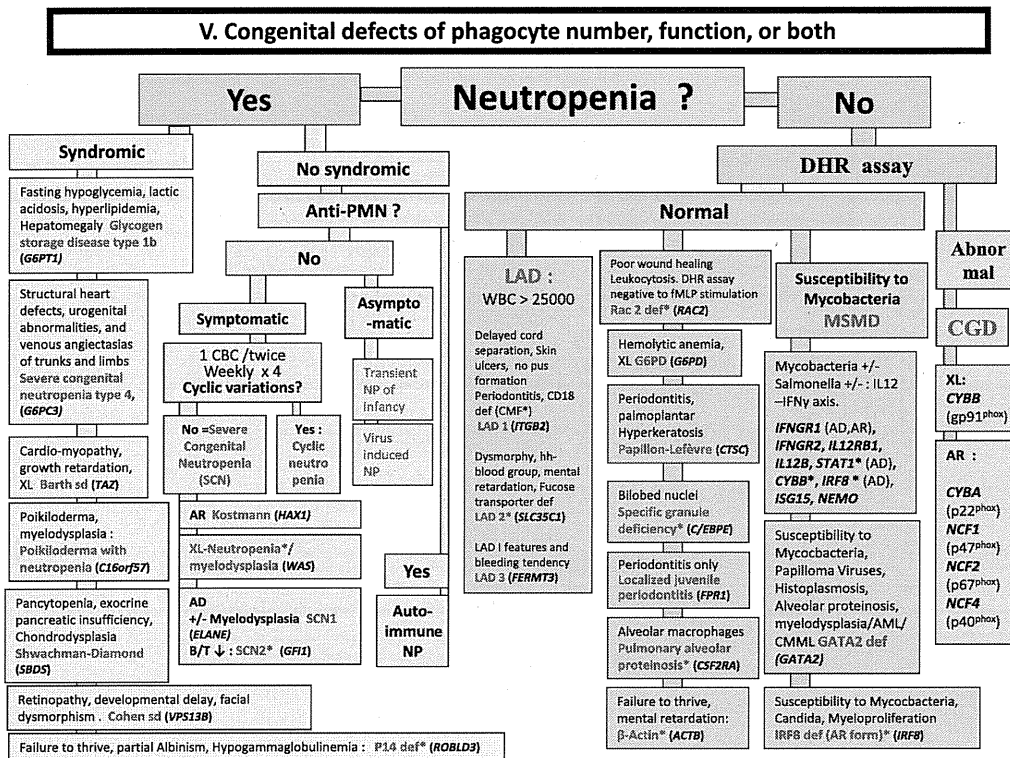 V. Congenital defects of phagocyte number, function, or both
Neutropenia ?
Yes
No
Syndromic
Fasting hypoglycemia, lactic
acidosis, hyperlipidemia,
Hepatomegaly Glycogen
storage disease type 1b
(G6PT1)
Structural heart
defects, urogenital
abnormalities, and
venous angiectasias
of trunks and limbs
Severe congenital
neutropenia type 4,
(G6PC3)
Cardio-myopathy,
growth retardation,
XL Barth sd (TAZ)
Poikiloderma,
myelodysplasia :
Poikiloderma with
neutropenia (C16orf57)
Pancytopenia, exocrine
pancreatic insufficiency,
Chondrodysplasia
Shwachman-Diamond
(SBDS)
Retinopathy, developmental delay, facial
dysmorphism . Cohen sd (VPS13B)
Failure to thrive, partial Albinism, Hypogammaglobulinemia : P14 def* (ROBLD3)
No syndromic
Anti-PMN ?
No
Symptomatic
1 CBC /twice
Weekly x 4
Cyclic variations?
No =Severe
Congenital
Neutropenia
(SCN)
Yes :
Cyclic
neutro
penia
AR Kostmann (HAX1)
XL-Neutropenia*/
myelodysplasia (WAS)
AD
+/- Myelodysplasia SCN1
(ELANE)
B/T ↓ : SCN2* (GFI1)
Asympto
-matic
Transient
NP of
Infancy
Virus
induced
NP
Yes
Auto-
immune
NP
DHR assay
Normal
LAD :
WBC > 25000
Delayed cord
separation, Skin
ulcers, no pus
formation
Periodontitis, CD18
def (CMF*)
LAD 1 (ITGB2)
Dysmorphy, hh-
blood group, mental
retardation, Fucose
transporter def
LAD 2* (SLC35C1)
LAD I features and
bleeding tendency
LAD 3 (FERMT3)
Poor wound healing
Leukocytosis. DHR assay
negative to fMLP stimulation
Rac 2 def* (RAC2)
Hemolytic anemia,
XL G6PD (G6PD)
Periodontitis,
palmoplantar
Hyperkeratosis
Papillon-Lefèvre (CTSC)
Bilobed nuclei
Specific granule
deficiency* (C/EBPE)
Periodontitis only
Localized juvenile
periodontitis (FPR1)
Alveolar macrophages
Pulmonary alveolar
proteinosis* (CSF2RA)
Failure to thrive,
mental retardation:
β-Actin* (ACTB)
Susceptibility to
Mycobacteria
MSMD
Mycobacteria +/-
Salmonella +/- : IL12
–IFNγ axis.
IFNGR1 (AD,AR),
IFNGR2, IL12RB1,
IL12B, STAT1* (AD),
CYBB*, IRF8 * (AD),
ISG15, NEMO
Susceptibility to
Mycocbacteria,
Papilloma Viruses,
Histoplasmosis,
Alveolar proteinosis,
myelodysplasia/AML/
CMML GATA2 def
(GATA2)
Susceptibility to Mycobacteria,
Candida, Myeloproliferation
IRF8 def (AR form)* (IRF8)
Abnor
mal
CGD
XL:
CYBB
(gp91phox)
AR :
CYBA
(p22phox)
NCF1
(p47phox)
NCF2
(p67phox)
NCF4
(p40phox)